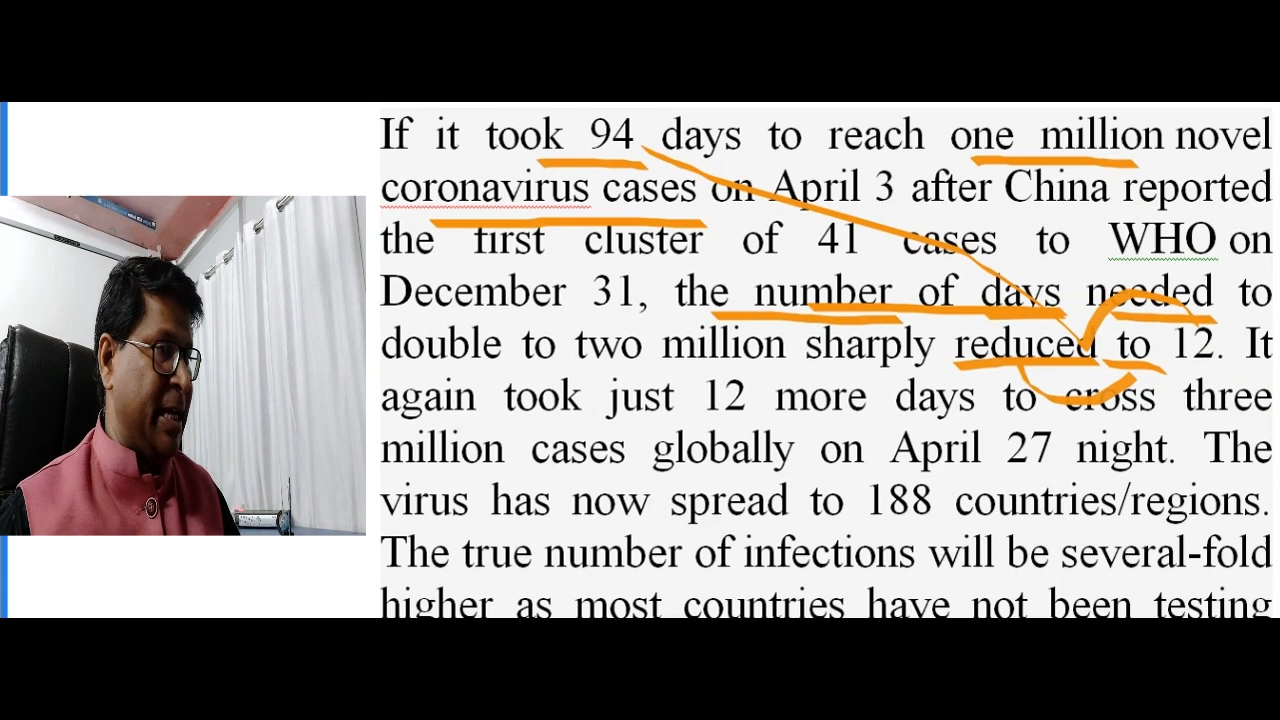 If it took 94 days to reach one million novel
coronavirus cases on April 3 after China reported
the first cluster of 41 cases to WHO on
December 31, the number of days needed to
double to two million sharply reduced to 12. It
again took just 12 more days to cross three
million cases globally on April 27 night. The
virus has now spread to 188 countries/regions.
The true number of infections will be several-fold
higher as most countries have not been testing